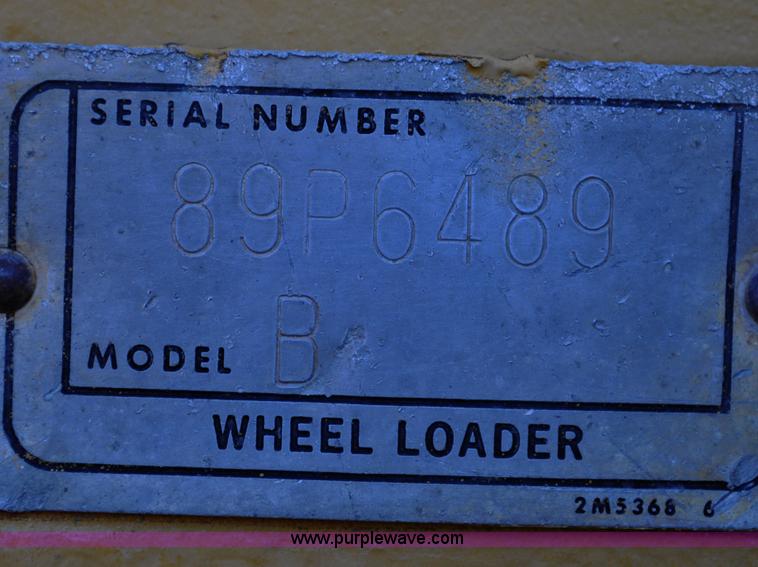 SERIAL NUMBER
89P6489
MODEL B
WHEEL LOADER
2M5368 6
www.purplewave.com